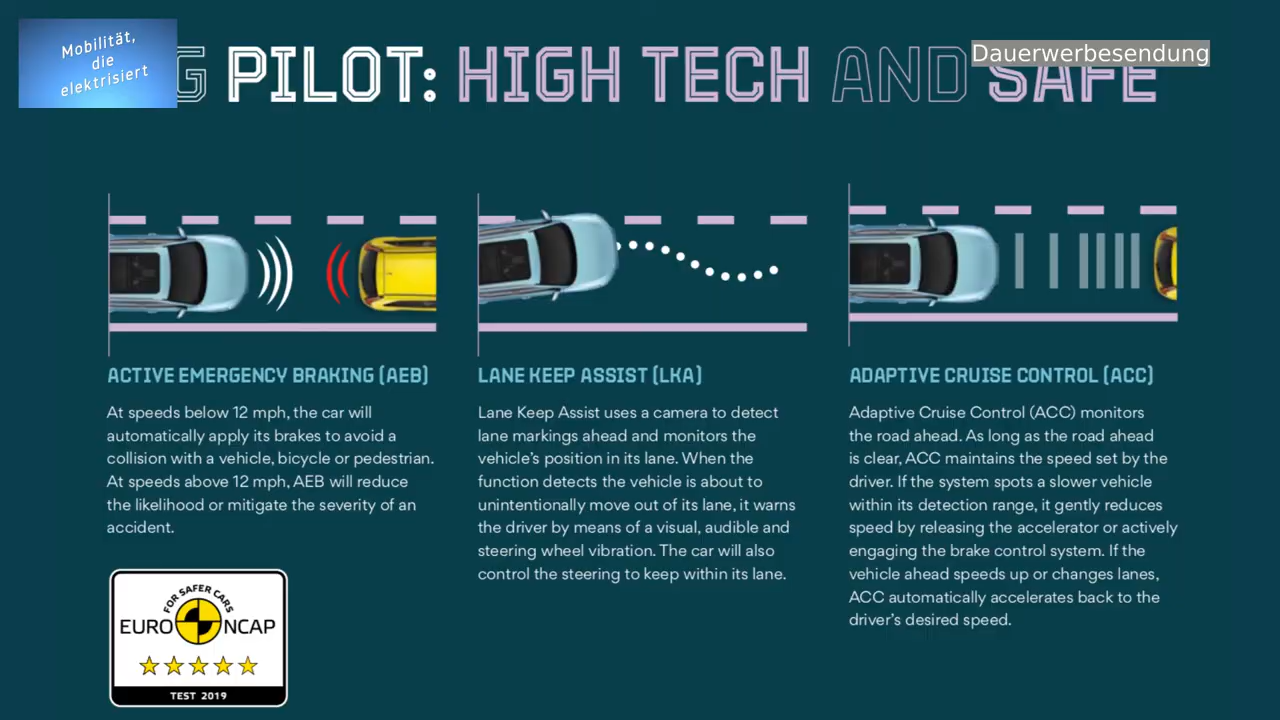 Mobilität,
die
elektrisiert
G PILOT: HIGH TECH AND SAFE
Dauerwerbesendung
ACTIVE EMERGENCY BRAKING (AEB)
At speeds below 12 mph, the car will
automatically apply its brakes to avoid a
collision with a vehicle, bicycle or pedestrian.
At speeds above 12 mph, AEB will reduce
the likelihood or mitigate the severity of an
accident.
FOR SAFER CARS
EURO NCAP
TEST 2019
LANE KEEP ASSIST (LKA)
Lane Keep Assist uses a camera to detect
lane markings ahead and monitors the
vehicle's position in its lane. When the
function detects the vehicle is about to
unintentionally move out of its lane, it warns
the driver by means of a visual, audible and
steering wheel vibration. The car will also
control the steering to keep within its lane.
ADAPTIVE CRUISE CONTROL (ACC)
Adaptive Cruise Control (ACC) monitors
the road ahead. As long as the road ahead
is clear, ACC maintains the speed set by the
driver. If the system spots a slower vehicle
within its detection range, it gently reduces
speed by releasing the accelerator or actively
engaging the brake control system. If the
vehicle ahead speeds up or changes lanes,
ACC automatically accelerates back to the
driver's desired speed.